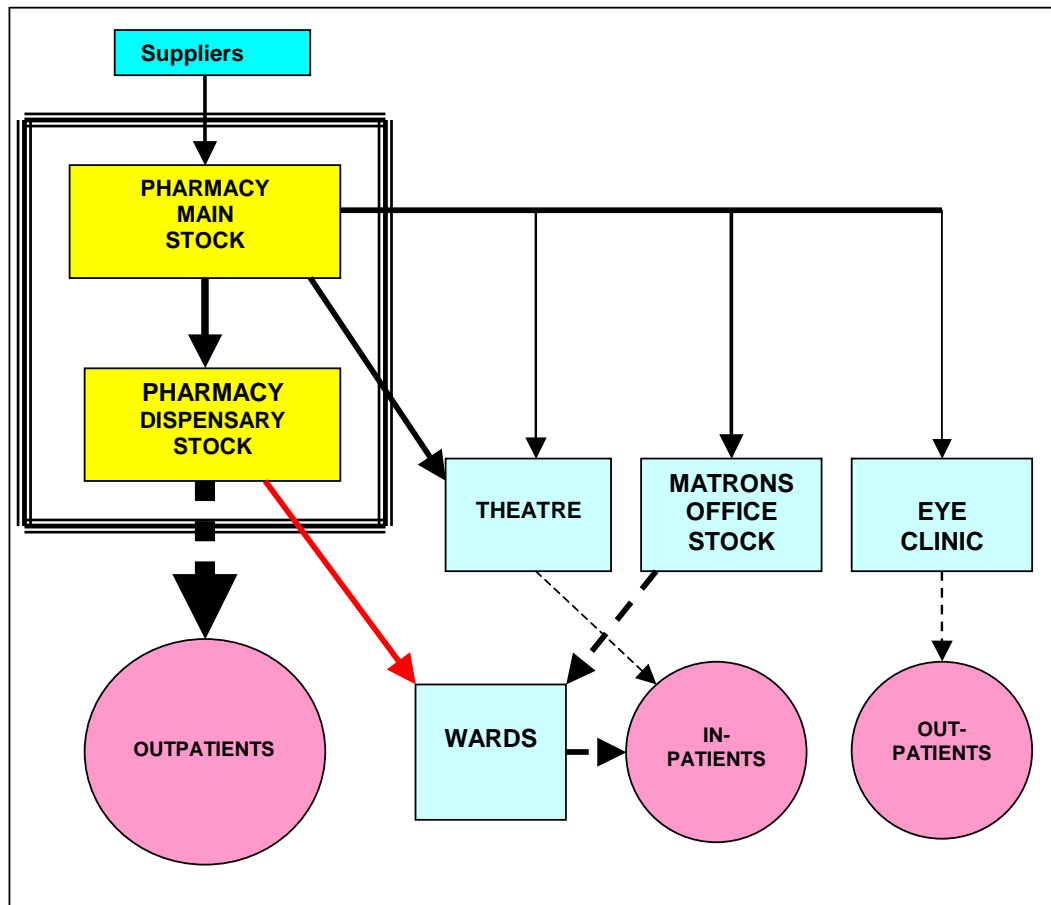 Suppliers
PHARMACY
MAIN
STOCK
PHARMACY
DISPENSARY
STOCK
THEATRE
MATRONS
OFFICE
STOCK
EYE
CLINIC
OUTPATIENTS
WARDS
IN-
PATIENTS
OUT-
PATIENTS